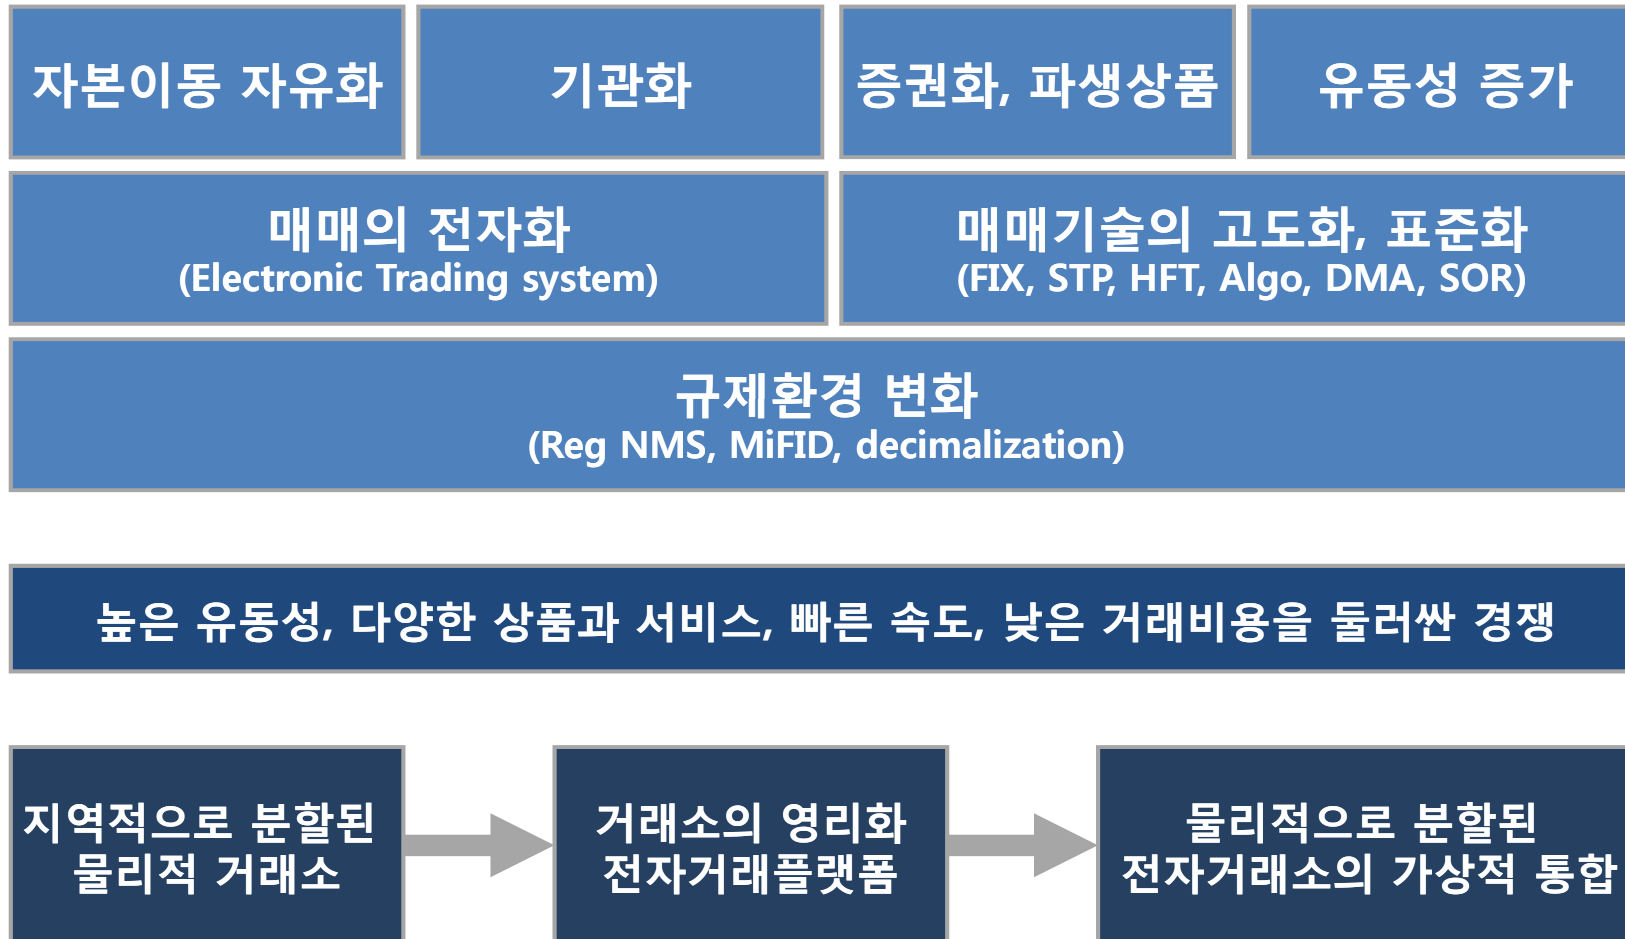 자본이동 자유화
기관화
증권화, 파생상품
유동성 증가
매매의 전자화
(Electronic Trading system)
매매기술의 고도화, 표준화
(FIX, STP, HFT, Algo, DMA, SOR)
규제환경 변화
(Reg NMS, MiFID, decimalization)
높은 유동성, 다양한 상품과 서비스, 빠른 속도, 낮은 거래비용을 둘러싼 경쟁
지역적으로 분할된
물리적 거래소
거래소의 영리화
전자거래플랫폼
물리적으로 분할된
전자거래소의 가상적 통합